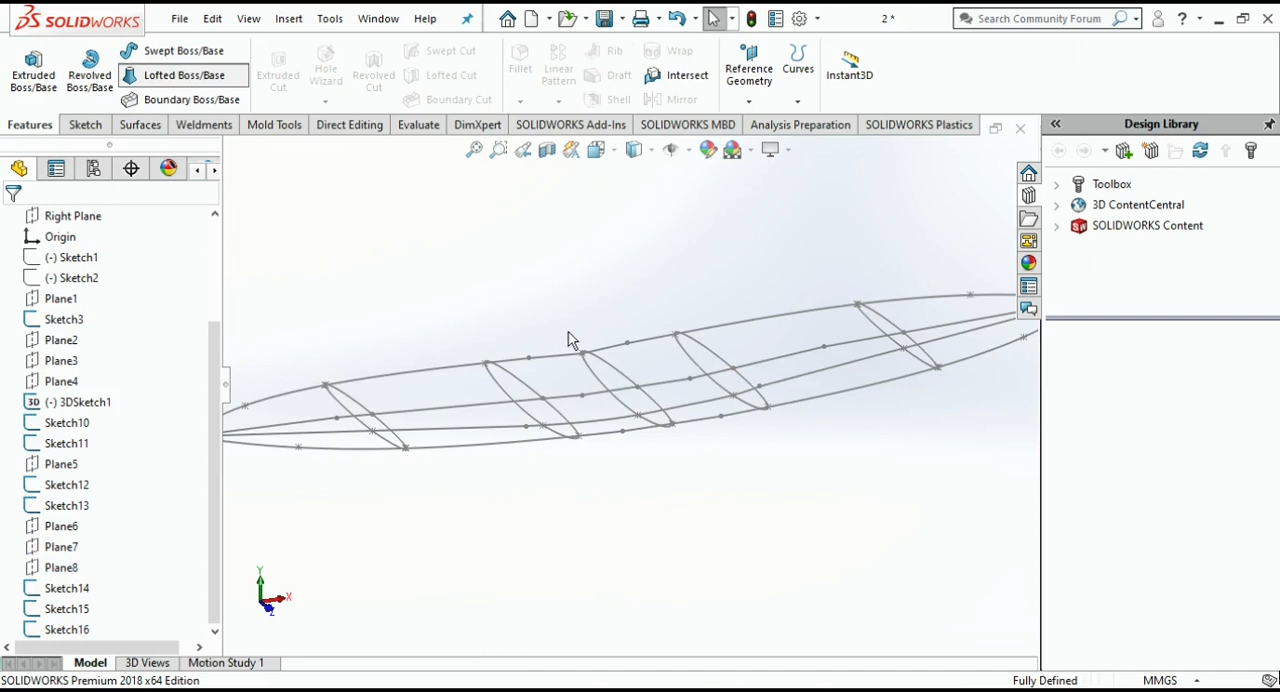 SOLIDWORKS File Edit View Insert Tools Window Help 2 * Search Community Forum ?
Extruded Boss/Base
Revolved Boss/Base
Swept Boss/Base
Lofted Boss/Base
Boundary Boss/Base
Extruded Cut
Hole Wizard
Revolved Cut
Swept Cut
Lofted Cut
Boundary Cut
Fillet
Linear Pattern
Rib
Draft
Shell
Wrap
Intersect
Mirror
Reference Geometry
Curves
Instant3D
Features Sketch Surfaces Weldments Mold Tools Direct Editing Evaluate DimXpert SOLIDWORKS Add-Ins SOLIDWORKS MBD Analysis Preparation SOLIDWORKS Plastics
Design Library
Toolbox
3D ContentCentral
SOLIDWORKS Content
Right Plane
Origin
(-) Sketch1
(-) Sketch2
Plane1
Sketch3
Plane2
Plane3
Plane4
3D (-) 3DSketch1
Sketch10
Sketch11
Plane5
Sketch12
Sketch13
Plane6
Plane7
Plane8
Sketch14
Sketch15
Sketch16
Y
X
Z
Model 3D Views Motion Study 1
SOLIDWORKS Premium 2018 x64 Edition Fully Defined MMGS